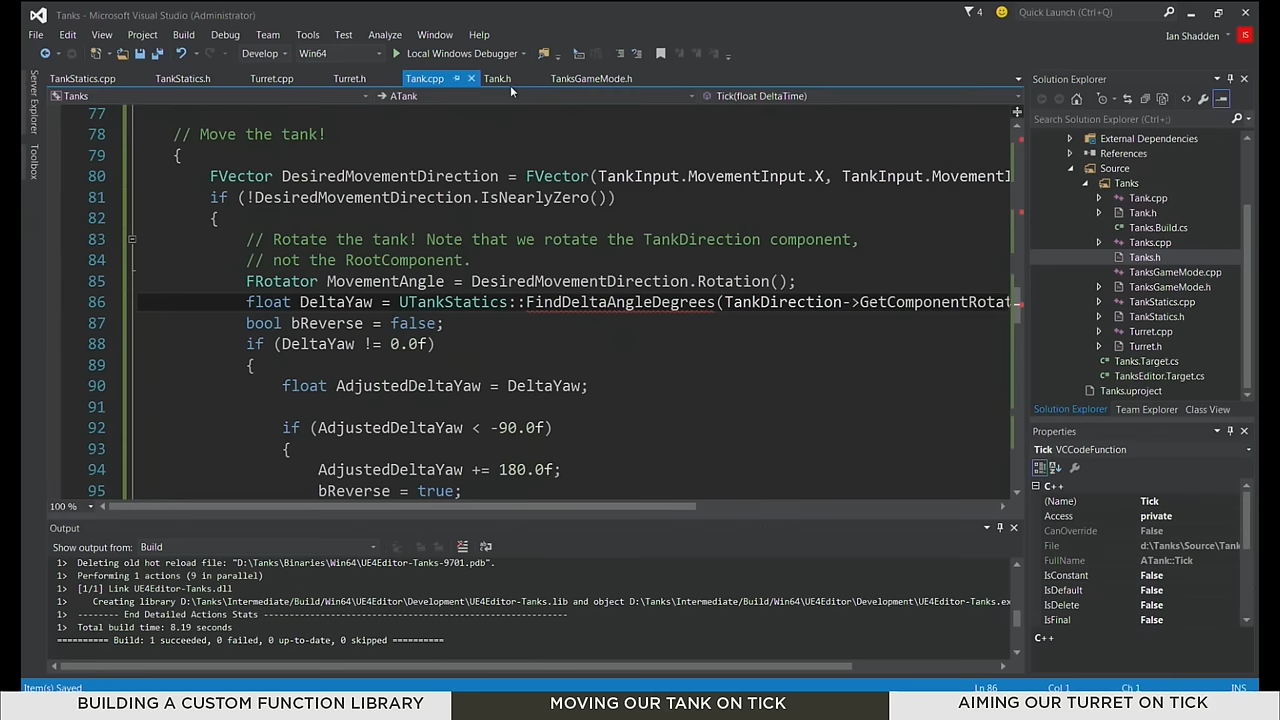 Tanks - Microsoft Visual Studio (Administrator)
4
Quick Launch (Ctrl+Q)
File Edit View Project Build Debug Team Tools Test Analyze Window Help
Ian Shadden
IS
Develop Win64 Local Windows Debugger
TankStatics.cpp TankStatics.h Turret.cpp Turret.h Tank.cpp Tank.h TanksGameMode.h
Tanks ATank Tick(float DeltaTime)
Server Explorer
Toolbox
77
78 // Move the tank!
79 {
80 FVector DesiredMovementDirection = FVector(TankInput.MovementInput.X, TankInput.MovementI
81 if (!DesiredMovementDirection.IsNearlyZero())
82 {
83 // Rotate the tank! Note that we rotate the TankDirection component,
84 // not the RootComponent.
85 FRotator MovementAngle = DesiredMovementDirection.Rotation();
86 float DeltaYaw = UTankStatics::FindDeltaAngleDegrees(TankDirection->GetComponentRotat
87 bool bReverse = false;
88 if (DeltaYaw != 0.0f)
89 {
90 float AdjustedDeltaYaw = DeltaYaw;
91
92 if (AdjustedDeltaYaw < -90.0f)
93 {
94 AdjustedDeltaYaw += 180.0f;
95 bReverse = true;
100 %
Output
Show output from: Build
1> Deleting old hot reload file: "D:\Tanks\Binaries\Win64\UE4Editor-Tanks-9701.pdb".
1> Performing 1 actions (9 in parallel)
1> [1/1] Link UE4Editor-Tanks.dll
1> Creating library D:\Tanks\Intermediate\Build\Win64\UE4Editor\Development\UE4Editor-Tanks.lib and object D:\Tanks\Intermediate\Build\Win64\UE4Editor\Development\UE4Editor-Tanks.ex
1> -------- End Detailed Actions Stats -----------------------------------------------------------
1> Total build time: 8.19 seconds
========== Build: 1 succeeded, 0 failed, 0 up-to-date, 0 skipped ==========
Solution Explorer
Search Solution Explorer (Ctrl+;)
External Dependencies
References
Source
Tanks
Tank.cpp
Tank.h
Tanks.Build.cs
Tanks.cpp
Tanks.h
TanksGameMode.cpp
TanksGameMode.h
TankStatics.cpp
TankStatics.h
Turret.cpp
Turret.h
Tanks.Target.cs
TanksEditor.Target.cs
Tanks.uproject
Solution Explorer Team Explorer Class View
Properties
Tick VCCodeFunction
C++
(Name) Tick
Access private
CanOverride False
File d:\Tanks\Source\Tank
FullName ATank::Tick
IsConstant False
IsDefault False
IsDelete False
IsFinal False
C++
Item(s) Saved Ln 86 Col 1 Ch 1 INS
BUILDING A CUSTOM FUNCTION LIBRARY MOVING OUR TANK ON TICK AIMING OUR TURRET ON TICK